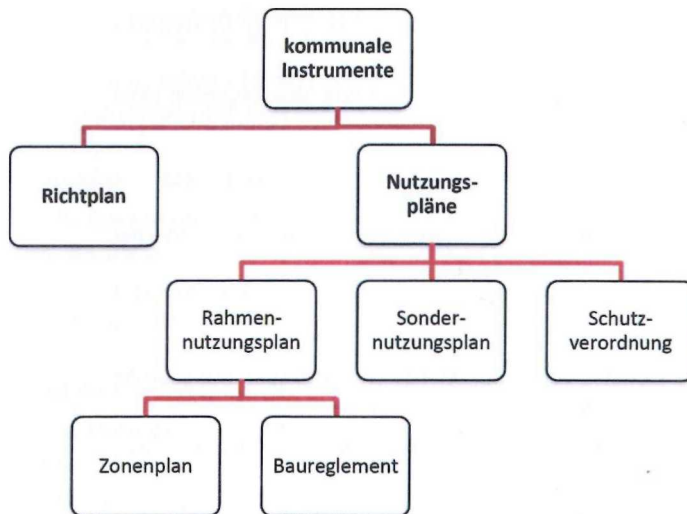 kommunale
Instrumente
Richtplan
Nutzungs-
pläne
Rahmen-
nutzungsplan
Sonder-
nutzungsplan
Schutz-
verordnung
Zonenplan
Baureglement